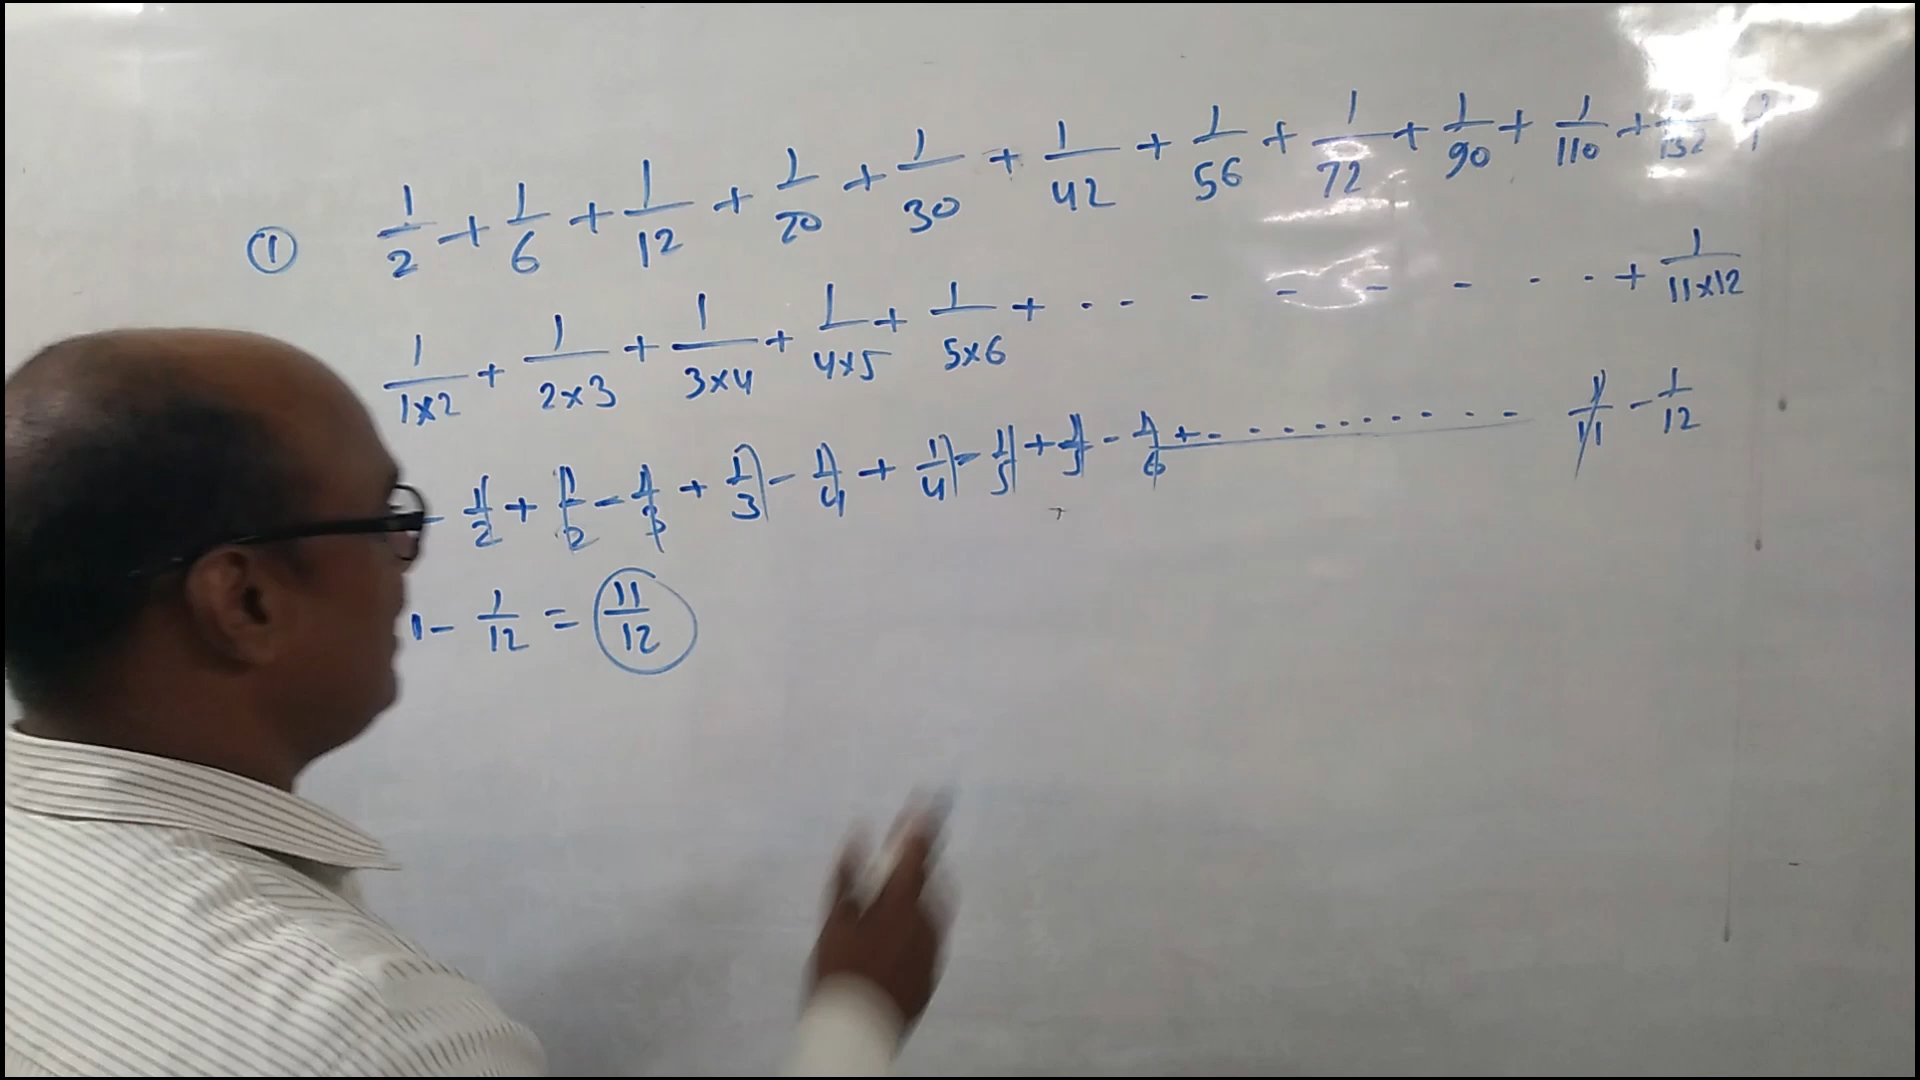 ① 1/2 + 1/6 + 1/12 + 1/20 + 1/30 + 1/42 + 1/56 + 1/72 + 1/90 + 1/110 + 1/132 ?
1/1×2 + 1/2×3 + 1/3×4 + 1/4×5 + 1/5×6 + .. - - - - .. . + 1/11×12
- 1/2 + 1/2 - 1/3 + 1/3 - 1/4 + 1/4 - 1/5 + 1/5 - 1/6 + .......... 1/11 - 1/12
1 - 1/12 = 11/12